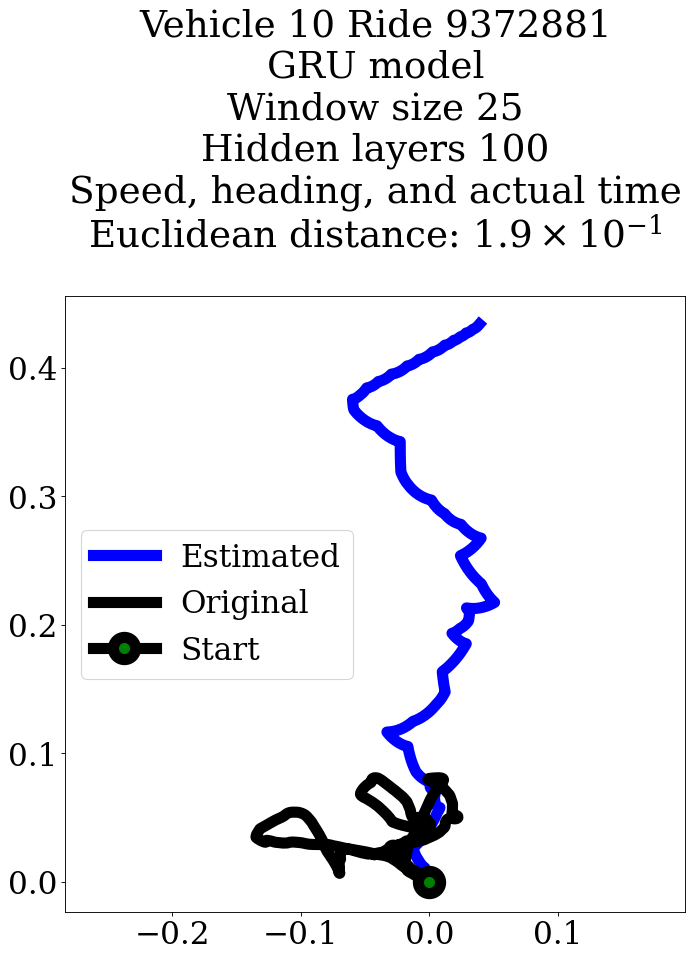 Vehicle 10 Ride 9372881
GRU model
Window size 25
Hidden layers 100
Speed, heading, and actual time
Euclidean distance: 1.9 × 10⁻¹
0.4
0.3
Estimated
Original
0.2
Start
0.1
0.0
−0.2 −0.1 0.0 0.1